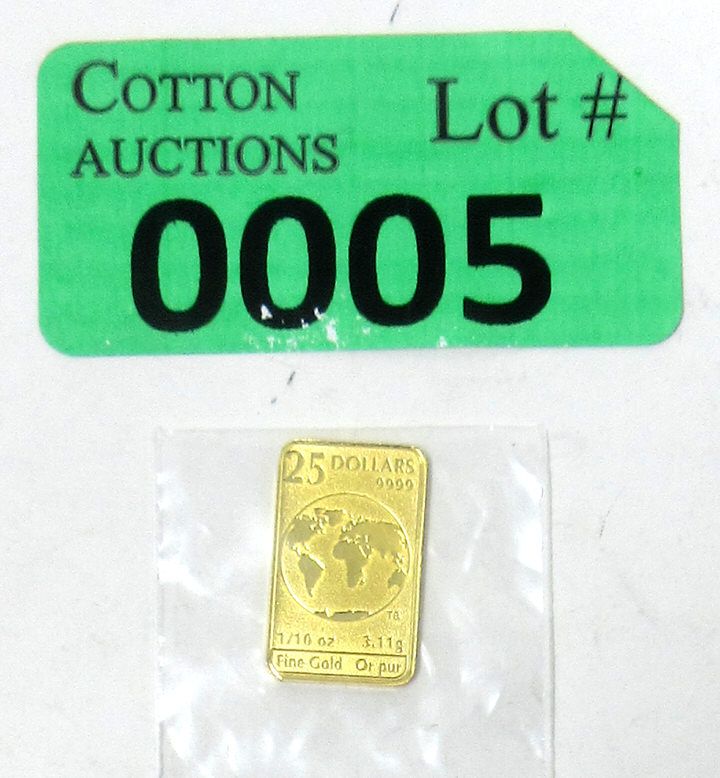 COTTON
AUCTIONS
Lot #
0005
25 DOLLARS
9999
TB
1/10 oz 3.11g
Fine Gold Or pur